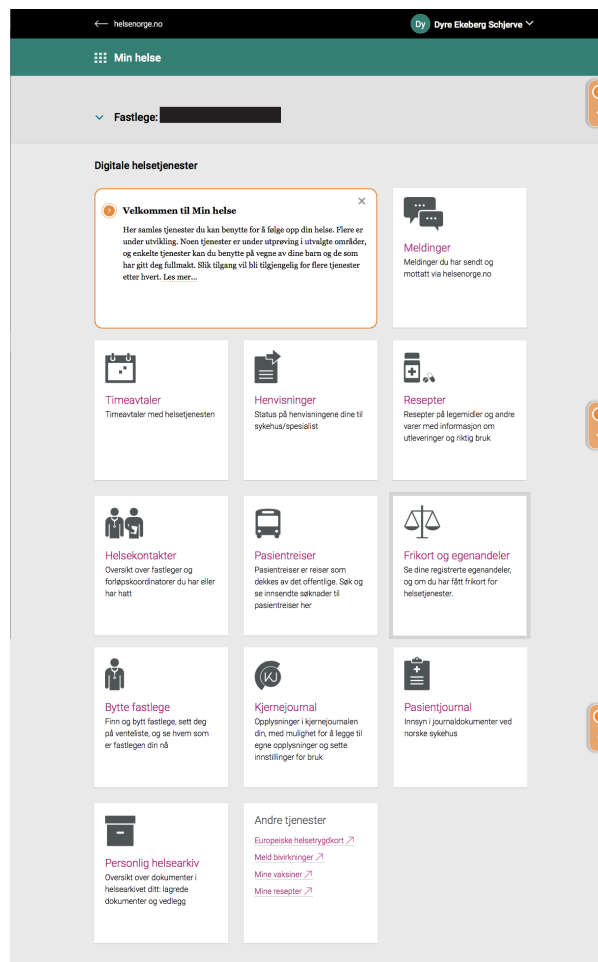 helsenorge.no
Dy Dyre Ekeberg Schjerve
Min helse
Fastlege:
Digitale helsetjenester
?
Velkommen til Min helse
Her samles tjenester du kan benytte for å følge opp din helse. Flere er
under utvikling. Noen tjenester er under utprøving i utvalgte områder,
og enkelte tjenester kan du benytte på vegne av dine barn og de som
har gitt deg fullmakt. Slik tilgang vil bli tilgjengelig for flere tjenester
etter hvert. Les mer...
Meldinger
Meldinger du har sendt og
mottatt via helsenorge.no
Timeavtaler
Timeavtaler med helsetjenesten
Henvisninger
Status på henvisningene dine til
sykehus/spesialist
Resepter
Resepter på legemidler og andre
varer med informasjon om
utleveringer og riktig bruk
Helsekontakter
Oversikt over fastleger og
forløpskoordinatorer du har eller
har hatt
Pasientreiser
Pasientreiser er reiser som
dekkes av det offentlige. Søk og
se innsendte søknader til
pasientreiser her
Frikort og egenandeler
Se dine registrerte egenandeler,
og om du har fått frikort for
helsetjenester.
Bytte fastlege
Finn og bytt fastlege, sett deg
på venteliste, og se hvem som
er fastlegen din nå
KJ
Kjernejournal
Opplysninger i kjernejournalen
din, med mulighet for å legge til
egne opplysninger og sette
innstillinger for bruk
Pasientjournal
Innsyn i journaldokumenter ved
norske sykehus
Personlig helsearkiv
Oversikt over dokumenter i
helsearkivet ditt: lagrede
dokumenter og vedlegg
Andre tjenester
Europeiske helsetrygdkort
Meld bivirkninger
Mine vaksiner
Mine resepter